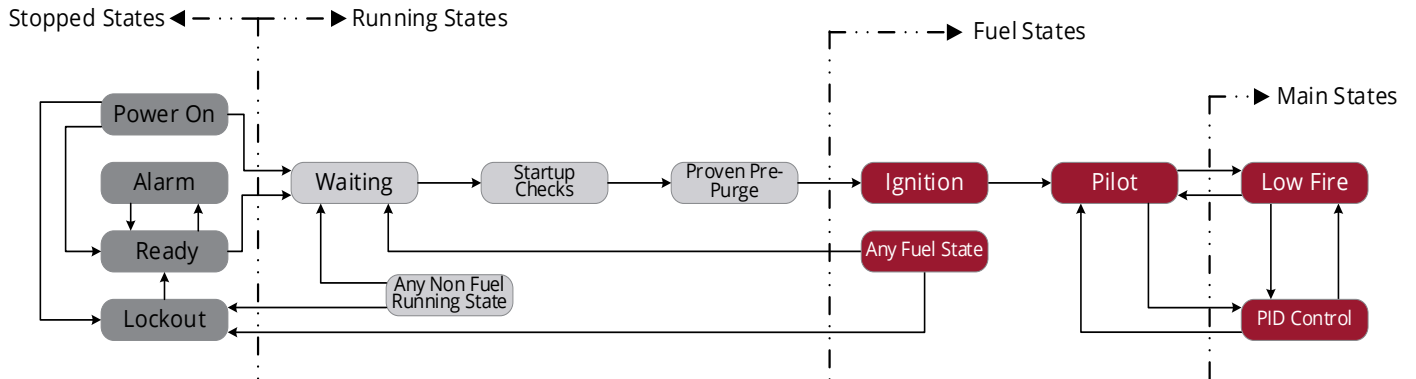 Stopped States
Running States
Fuel States
Main States
Power On
Alarm
Ready
Lockout
Waiting
Startup
Checks
Proven Pre-
Purge
Ignition
Pilot
Low Fire
Any Fuel State
Any Non Fuel
Running State
PID Control